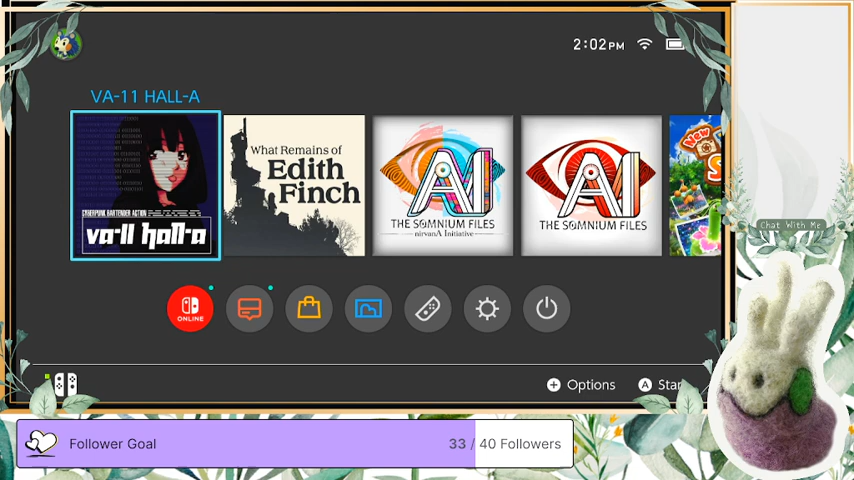 2:02PM
VA-11 HALL-A
CYBERPUNK BARTENDER ACTION
va-11 hall-a
What Remains of
Edith
Finch
AI
THE SOMNIUM FILES
nirvanA Initiative
AI
THE SOMNIUM FILES
New
ONLINE
Chat With Me
+ Options
A Star
Follower Goal
33 / 40 Followers